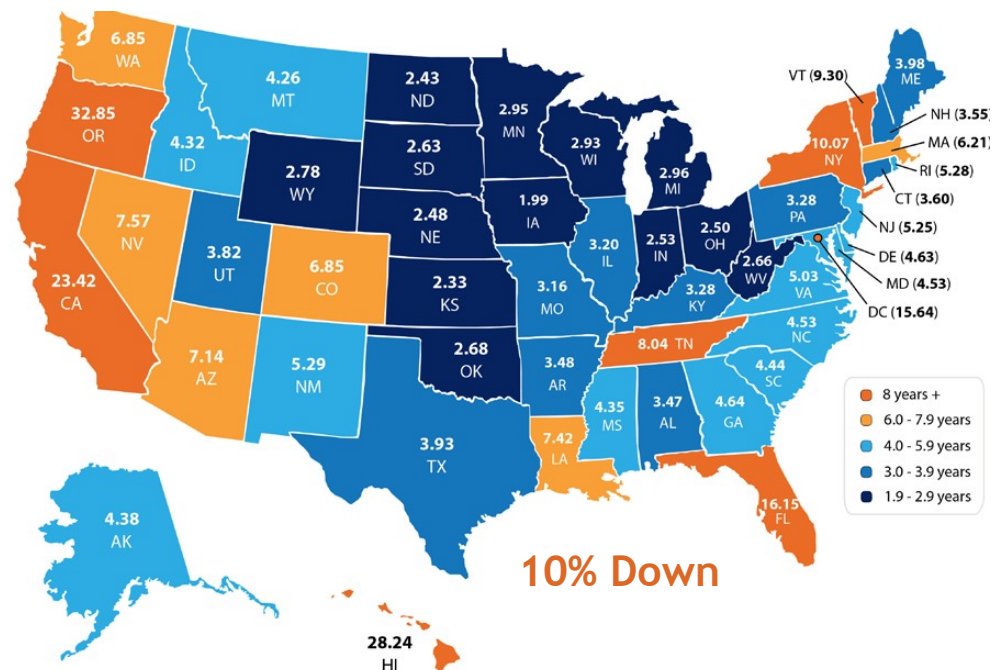 6.85
WA
32.85
OR
4.32
ID
4.26
MT
2.43
ND
2.95
MN
2.63
SD
2.93
WI
2.78
WY
2.96
MI
1.99
IA
2.48
NE
7.57
NV
3.82
UT
6.85
CO
23.42
CA
2.33
KS
3.16
MO
3.20
IL
2.53
IN
2.50
OH
2.66
WV
3.28
PA
10.07
NY
3.98
ME
VT (9.30)
NH (3.55)
MA (6.21)
RI (5.28)
CT (3.60)
NJ (5.25)
DE (4.63)
MD (4.53)
DC (15.64)
5.03
VA
3.28
KY
4.53
NC
8.04 TN
4.44
SC
7.14
AZ
5.29
NM
2.68
OK
3.48
AR
4.35
MS
3.47
AL
4.64
GA
3.93
TX
7.42
LA
16.15
FL
4.38
AK
28.24
HI
8 years +
6.0 - 7.9 years
4.0 - 5.9 years
3.0 - 3.9 years
1.9 - 2.9 years
10% Down